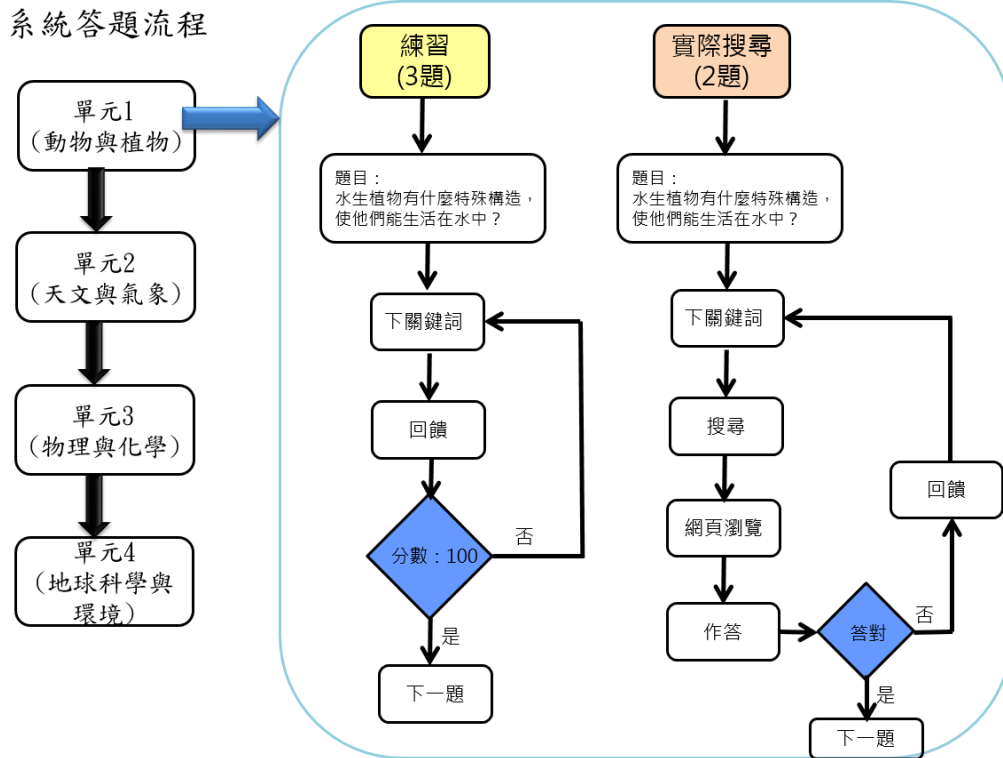 系統答題流程
單元1
(動物與植物)
單元2
(天文與氣象)
單元3
(物理與化學)
單元4
(地球科學與
環境)
練習
(3題)
題目：
水生植物有什麼特殊構造，
使他們能生活在水中？
下關鍵詞
回饋
分數：100
否
是
下一題
實際搜尋
(2題)
題目：
水生植物有什麼特殊構造，
使他們能生活在水中？
下關鍵詞
搜尋
網頁瀏覽
作答
答對
否
回饋
是
下一題